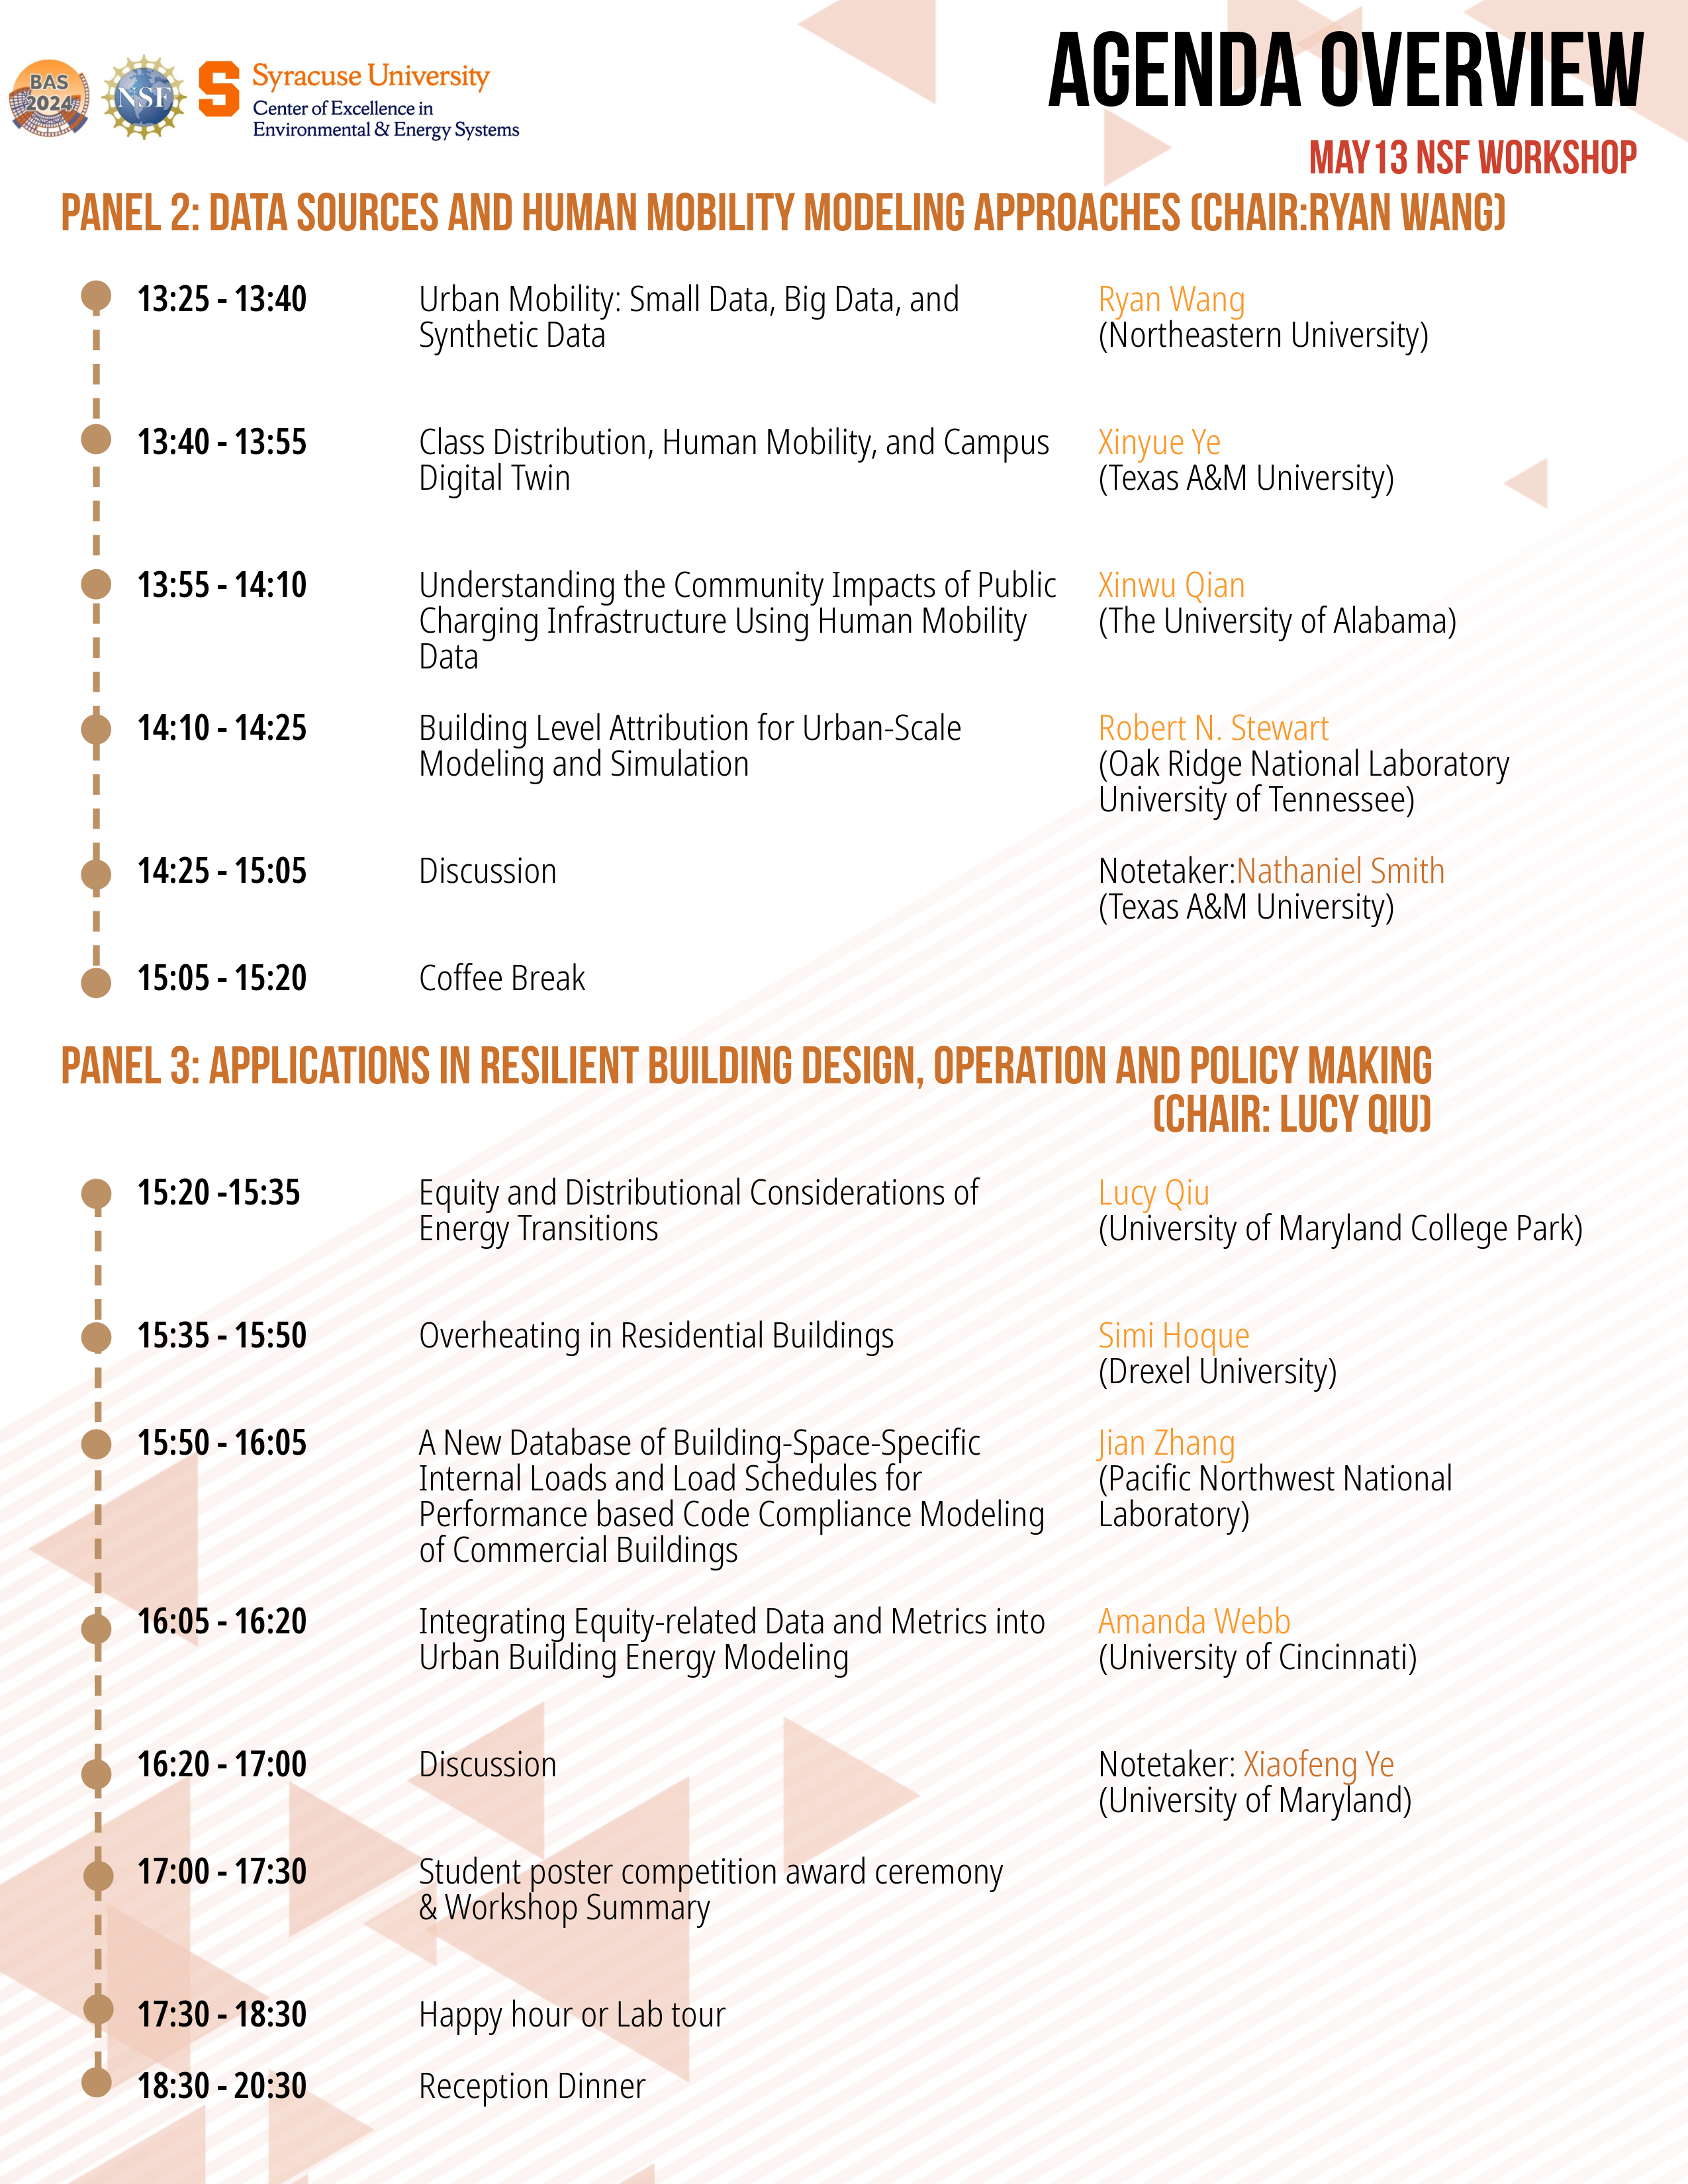 BAS
2024
NSF
S Syracuse University
Center of Excellence in
Environmental & Energy Systems
AGENDA OVERVIEW
MAY13 NSF WORKSHOP
PANEL 2: DATA SOURCES AND HUMAN MOBILITY MODELING APPROACHES (CHAIR:RYAN WANG)
13:25 - 13:40
Urban Mobility: Small Data, Big Data, and
Synthetic Data
Ryan Wang
(Northeastern University)
13:40 - 13:55
Class Distribution, Human Mobility, and Campus
Digital Twin
Xinyue Ye
(Texas A&M University)
13:55 - 14:10
Understanding the Community Impacts of Public
Charging Infrastructure Using Human Mobility
Data
Xinwu Qian
(The University of Alabama)
14:10 - 14:25
Building Level Attribution for Urban-Scale
Modeling and Simulation
Robert N. Stewart
(Oak Ridge National Laboratory
University of Tennessee)
14:25 - 15:05
Discussion
Notetaker:Nathaniel Smith
(Texas A&M University)
15:05 - 15:20
Coffee Break
PANEL 3: APPLICATIONS IN RESILIENT BUILDING DESIGN, OPERATION AND POLICY MAKING
(CHAIR: LUCY QIU)
15:20 -15:35
Equity and Distributional Considerations of
Energy Transitions
Lucy Qiu
(University of Maryland College Park)
15:35 - 15:50
Overheating in Residential Buildings
Simi Hoque
(Drexel University)
15:50 - 16:05
A New Database of Building-Space-Specific
Internal Loads and Load Schedules for
Performance based Code Compliance Modeling
of Commercial Buildings
Jian Zhang
(Pacific Northwest National
Laboratory)
16:05 - 16:20
Integrating Equity-related Data and Metrics into
Urban Building Energy Modeling
Amanda Webb
(University of Cincinnati)
16:20 - 17:00
Discussion
Notetaker: Xiaofeng Ye
(University of Maryland)
17:00 - 17:30
Student poster competition award ceremony
& Workshop Summary
17:30 - 18:30
Happy hour or Lab tour
18:30 - 20:30
Reception Dinner